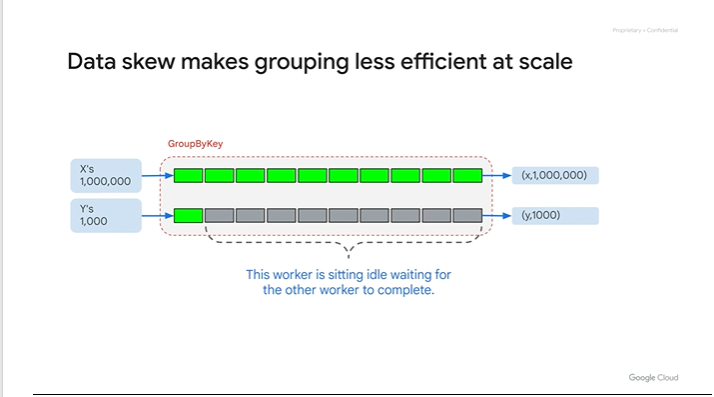 Proprietary + Confidential
Data skew makes grouping less efficient at scale
GroupByKey
X's
1,000,000
(x,1,000,000)
Y's
1,000
(y,1000)
This worker is sitting idle waiting for
the other worker to complete.
Google Cloud